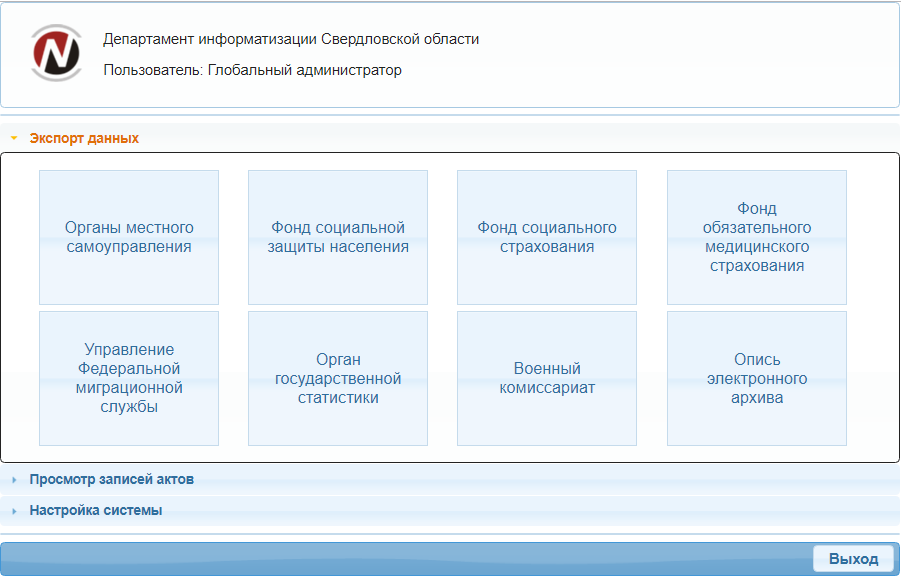 Департамент информатизации Свердловской области
Пользователь: Глобальный администратор
Экспорт данных
Органы местного
самоуправления
Фонд социальной
защиты населения
Фонд социального
страхования
Фонд
обязательного
медицинского
страхования
Управление
Федеральной
миграционной
службы
Орган
государственной
статистики
Военный
комиссариат
Опись
электронного
архива
Просмотр записей актов
Настройка системы
Выход